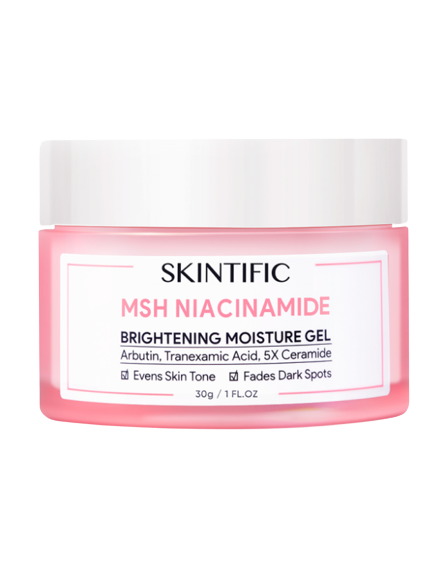 SKINTIFIC
MSH NIACINAMIDE
BRIGHTENING MOISTURE GEL
Arbutin, Tranexamic Acid, 5X Ceramide
☑ Evens Skin Tone ☑ Fades Dark Spots
30g / 1 FL.OZ